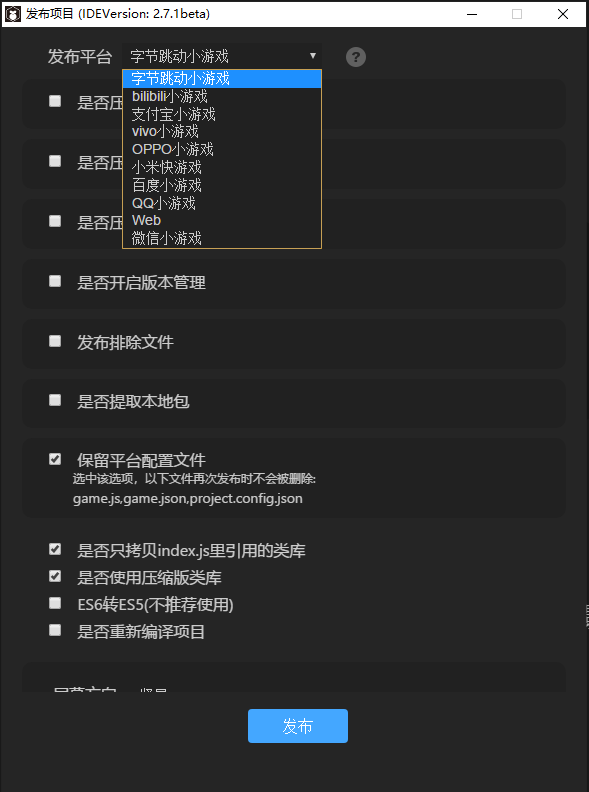 发布项目 (IDEVersion: 2.7.1beta)
发布平台 字节跳动小游戏
字节跳动小游戏
是否压
bilibili小游戏
支付宝小游戏
vivo小游戏
OPPO小游戏
是否压
小米快游戏
百度小游戏
QQ小游戏
是否压
Web
微信小游戏
是否开启版本管理
发布排除文件
是否提取本地包
保留平台配置文件
选中该选项，以下文件再次发布时不会被删除:
game.js,game.json,project.config.json
是否只拷贝index.js里引用的类库
是否使用压缩版类库
ES6转ES5(不推荐使用)
是否重新编译项目
发布